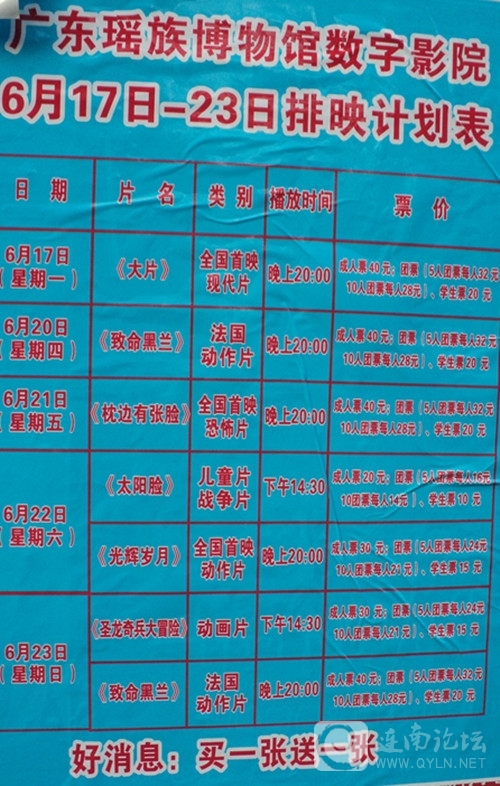 广东瑶族博物馆数字影院
6月17日-23日排映计划表
日 期 片 名 类 别 播放时间 票 价
6月17日
（星期一）
《大片》
全国首映
现代片
晚上20:00
成人票40元；团票（5人团票每人32元
10人团票每人28元）、学生票20 元
6月20日
（星期四）
《致命黑兰》
法国
动作片
晚上20:00
成人票40元；团票（5人团票每人32元
10人团票每人28元）、学生票20 元
6月21日
（星期五）
《枕边有张脸》
全国首映
恐怖片
晚上20:00
成人票40元；团票（5人团票每人32元
10人团票每人28元）、学生票20 元
6月22日
（星期六）
《太阳脸》
儿童片
战争片
下午14:30
成人票20元；团票（5人团票每人16元
10人团票每人14元）、学生票10 元
《光辉岁月》
全国首映
动作片
晚上20:00
成人票30 元；团票（5人团票每人24元
10人团票每人21 元）、学生票15 元
6月23日
（星期日）
《圣龙奇兵大冒险》
动画片
下午14:30
成人票30 元；团票（5人团票每人24元
10人团票每人21元）、学生票15 元
《致命黑兰》
法国
动作片
晚上20:00
成人票40元；团票（5人团票每人32元
10人团票每人28元）、学生票20 元
好消息：买一张送一张
连南论坛
WWW.QYLN.NET